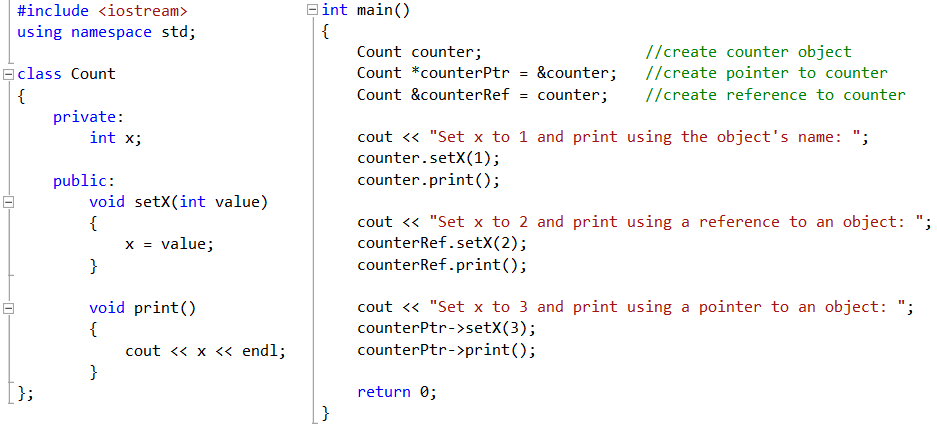 #include <iostream>
using namespace std;
class Count
{
private:
int x;
public:
void setX(int value)
{
x = value;
}
void print()
{
cout << x << endl;
}
};
int main()
{
Count counter; //create counter object
Count *counterPtr = &counter; //create pointer to counter
Count &counterRef = counter; //create reference to counter
cout << "Set x to 1 and print using the object's name: ";
counter.setX(1);
counter.print();
cout << "Set x to 2 and print using a reference to an object: ";
counterRef.setX(2);
counterRef.print();
cout << "Set x to 3 and print using a pointer to an object: ";
counterPtr->setX(3);
counterPtr->print();
return 0;
}